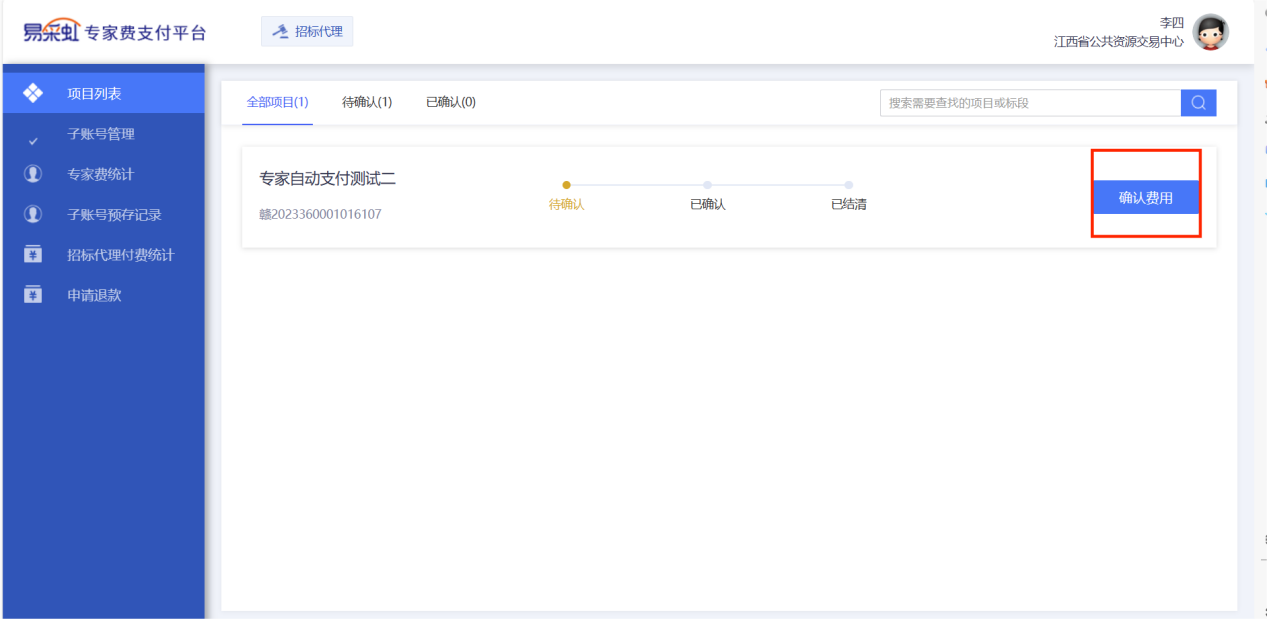 易采虹 专家费支付平台
招标代理
李四
江西省公共资源交易中心
项目列表
子账号管理
专家费统计
子账号预存记录
招标代理付费统计
申请退款
全部项目(1) 待确认(1) 已确认(0)
搜索需要查找的项目或标段
专家自动支付测试二
赣2023360001016107
待确认 已确认 已结清
确认费用